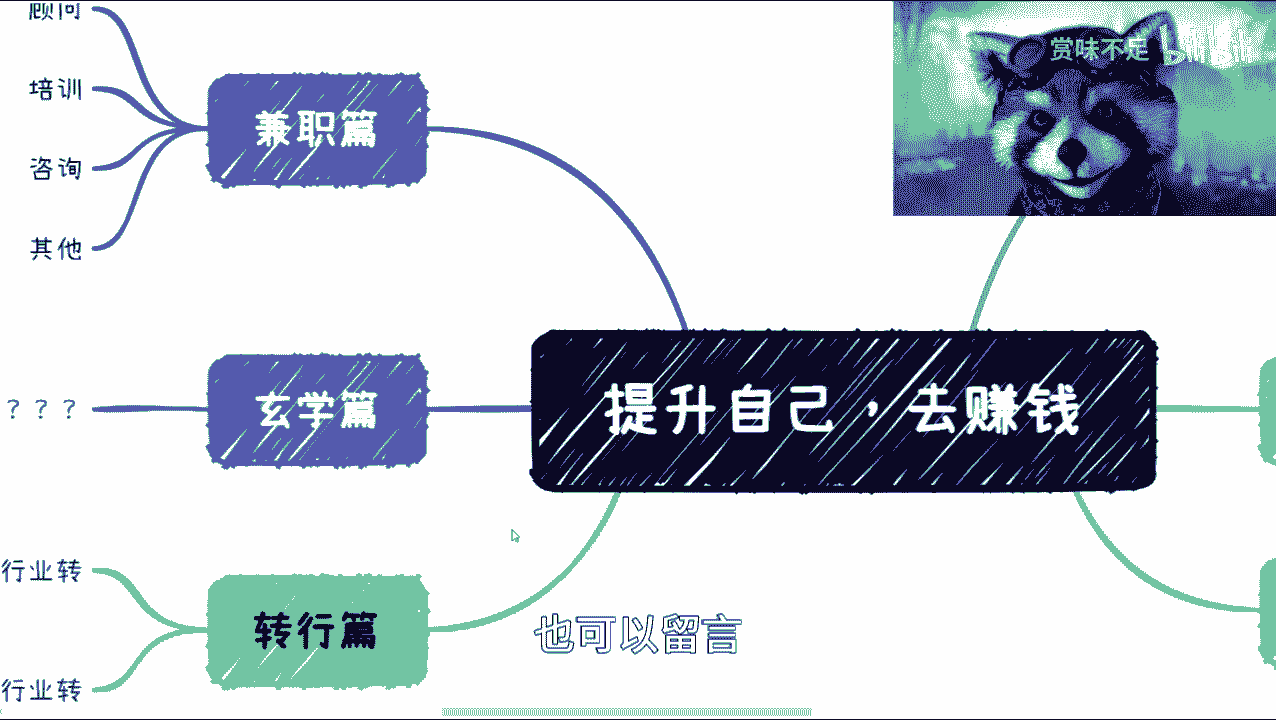 顾问
培训
咨询
其他
兼职篇
赏味不足
bilibili
？？？
玄学篇
提升自己，去赚钱
行业转
行业转
转行篇
也可以留言